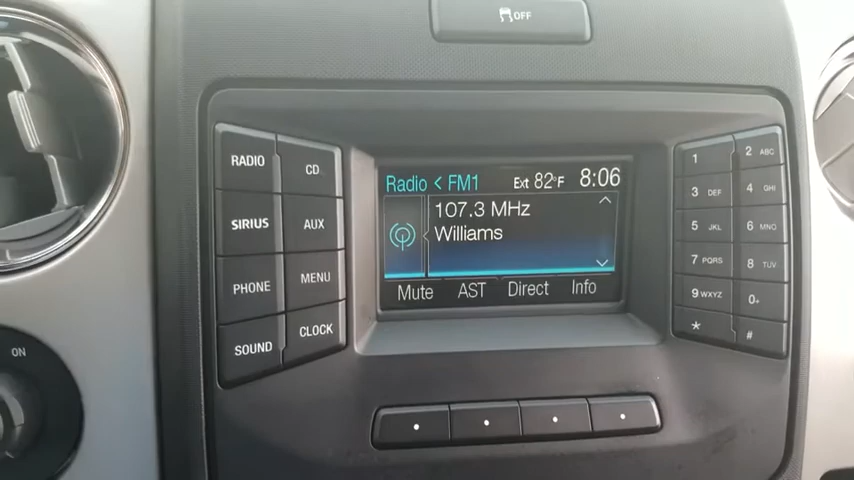 OFF
Radio < FM1 Ext 82°F 8:06
107.3 MHz
Williams
Mute AST Direct Info
RADIO CD
SIRIUS AUX
PHONE MENU
SOUND CLOCK
1 2 ABC
3 DEF 4 GHI
5 JKL 6 MNO
7 PQRS 8 TUV
9 WXYZ 0+
* #
ON